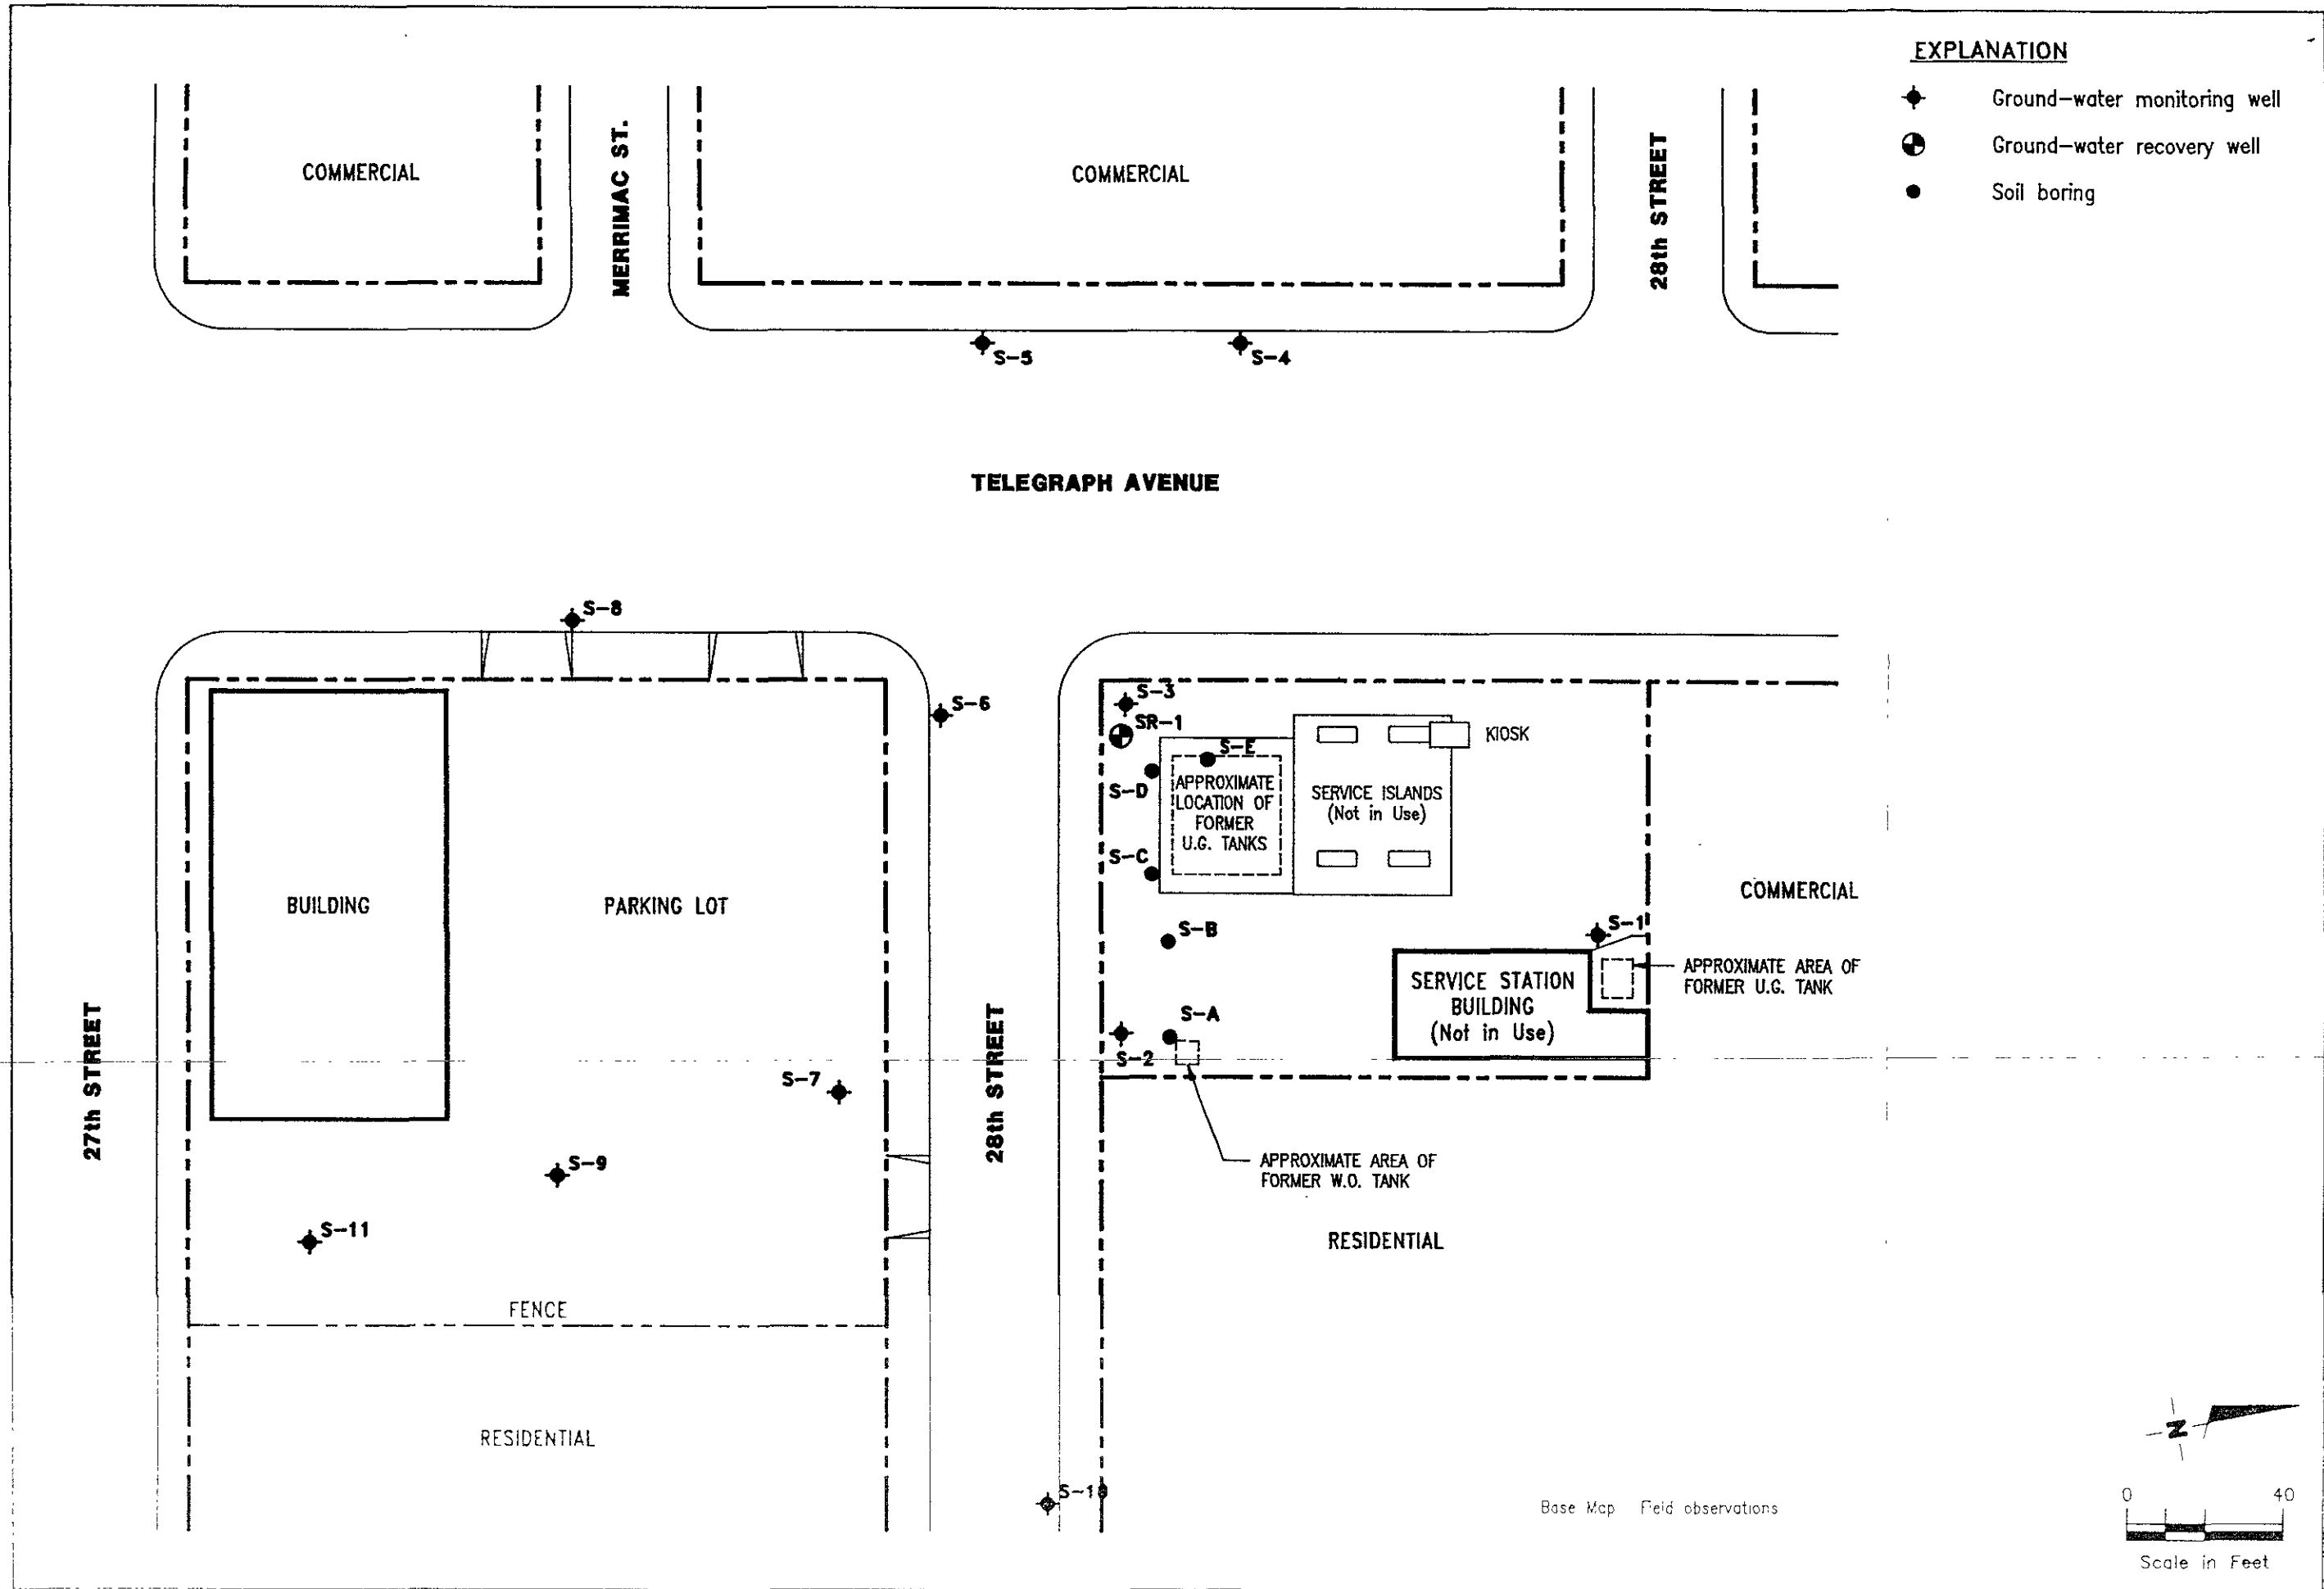 EXPLANATION
Ground-water monitoring well
Ground-water recovery well
Soil boring
COMMERCIAL
MERRIMAC ST.
COMMERCIAL
28th STREET
S-5
S-4
TELEGRAPH AVENUE
S-8
S-6
S-3
SR-1
S-E
KIOSK
S-D
APPROXIMATE
LOCATION OF
FORMER
U.G. TANKS
SERVICE ISLANDS
(Not in Use)
S-C
BUILDING
PARKING LOT
COMMERCIAL
S-B
S-1
APPROXIMATE AREA OF
FORMER U.G. TANK
SERVICE STATION
BUILDING
(Not in Use)
S-A
S-2
27th STREET
28th STREET
S-7
S-9
APPROXIMATE AREA OF
FORMER W.O. TANK
S-11
RESIDENTIAL
FENCE
RESIDENTIAL
S-10
Base Map Field observations
N
0 40
Scale in Feet